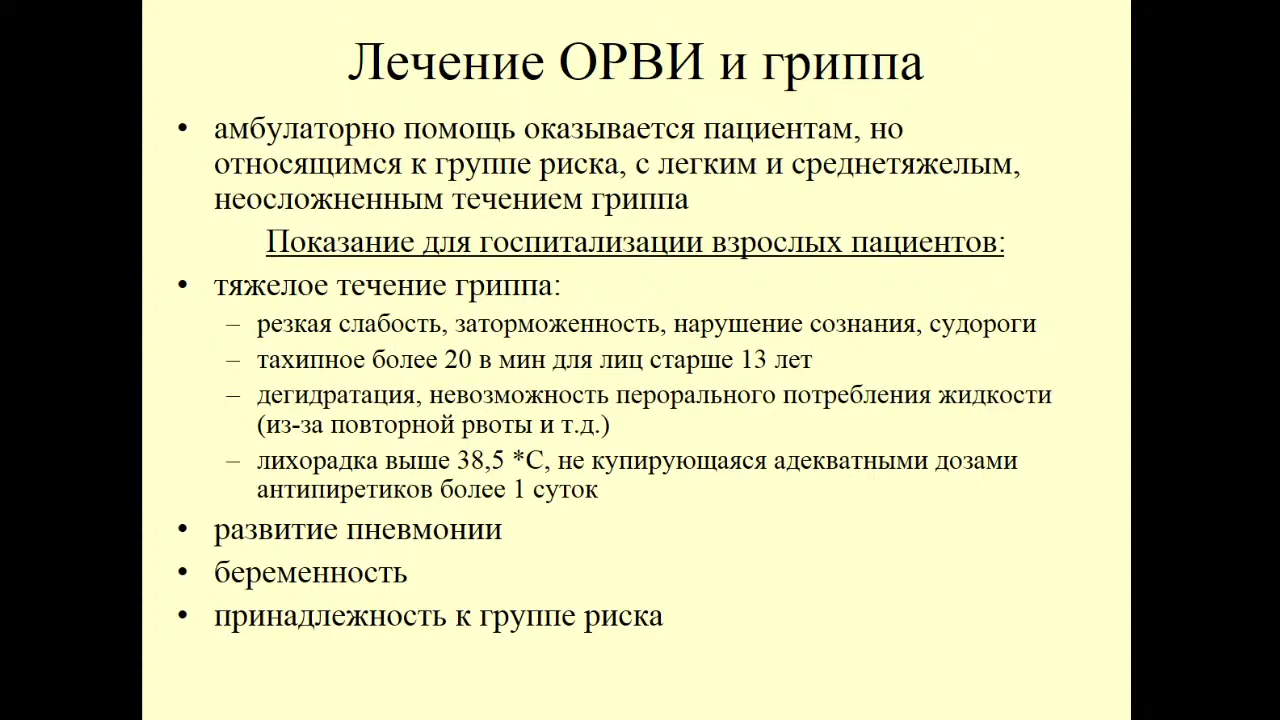 Лечение ОРВИ и гриппа
• амбулаторно помощь оказывается пациентам, но
относящимся к группе риска, с легким и среднетяжелым,
неосложненным течением гриппа
Показание для госпитализации взрослых пациентов:
• тяжелое течение гриппа:
– резкая слабость, заторможенность, нарушение сознания, судороги
– тахипное более 20 в мин для лиц старше 13 лет
– дегидратация, невозможность перорального потребления жидкости
(из-за повторной рвоты и т.д.)
– лихорадка выше 38,5 *С, не купирующаяся адекватными дозами
антипиретиков более 1 суток
• развитие пневмонии
• беременность
• принадлежность к группе риска